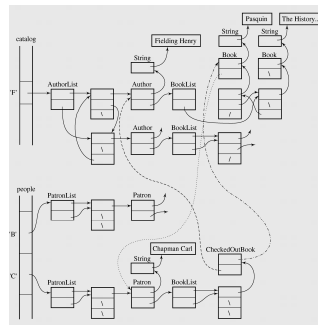 Pasquin
The History...
String
String
catalog
Fielding Henry
Book
Book
String
'F'
AuthorList
Author
BookList
\
\
/
\
\
Author
BookList
\
\
/
people
PatronList
Patron
\
\
'B'
Chapman Carl
CheckedOutBook
String
'C'
PatronList
Patron
BookList
\
\
\
\